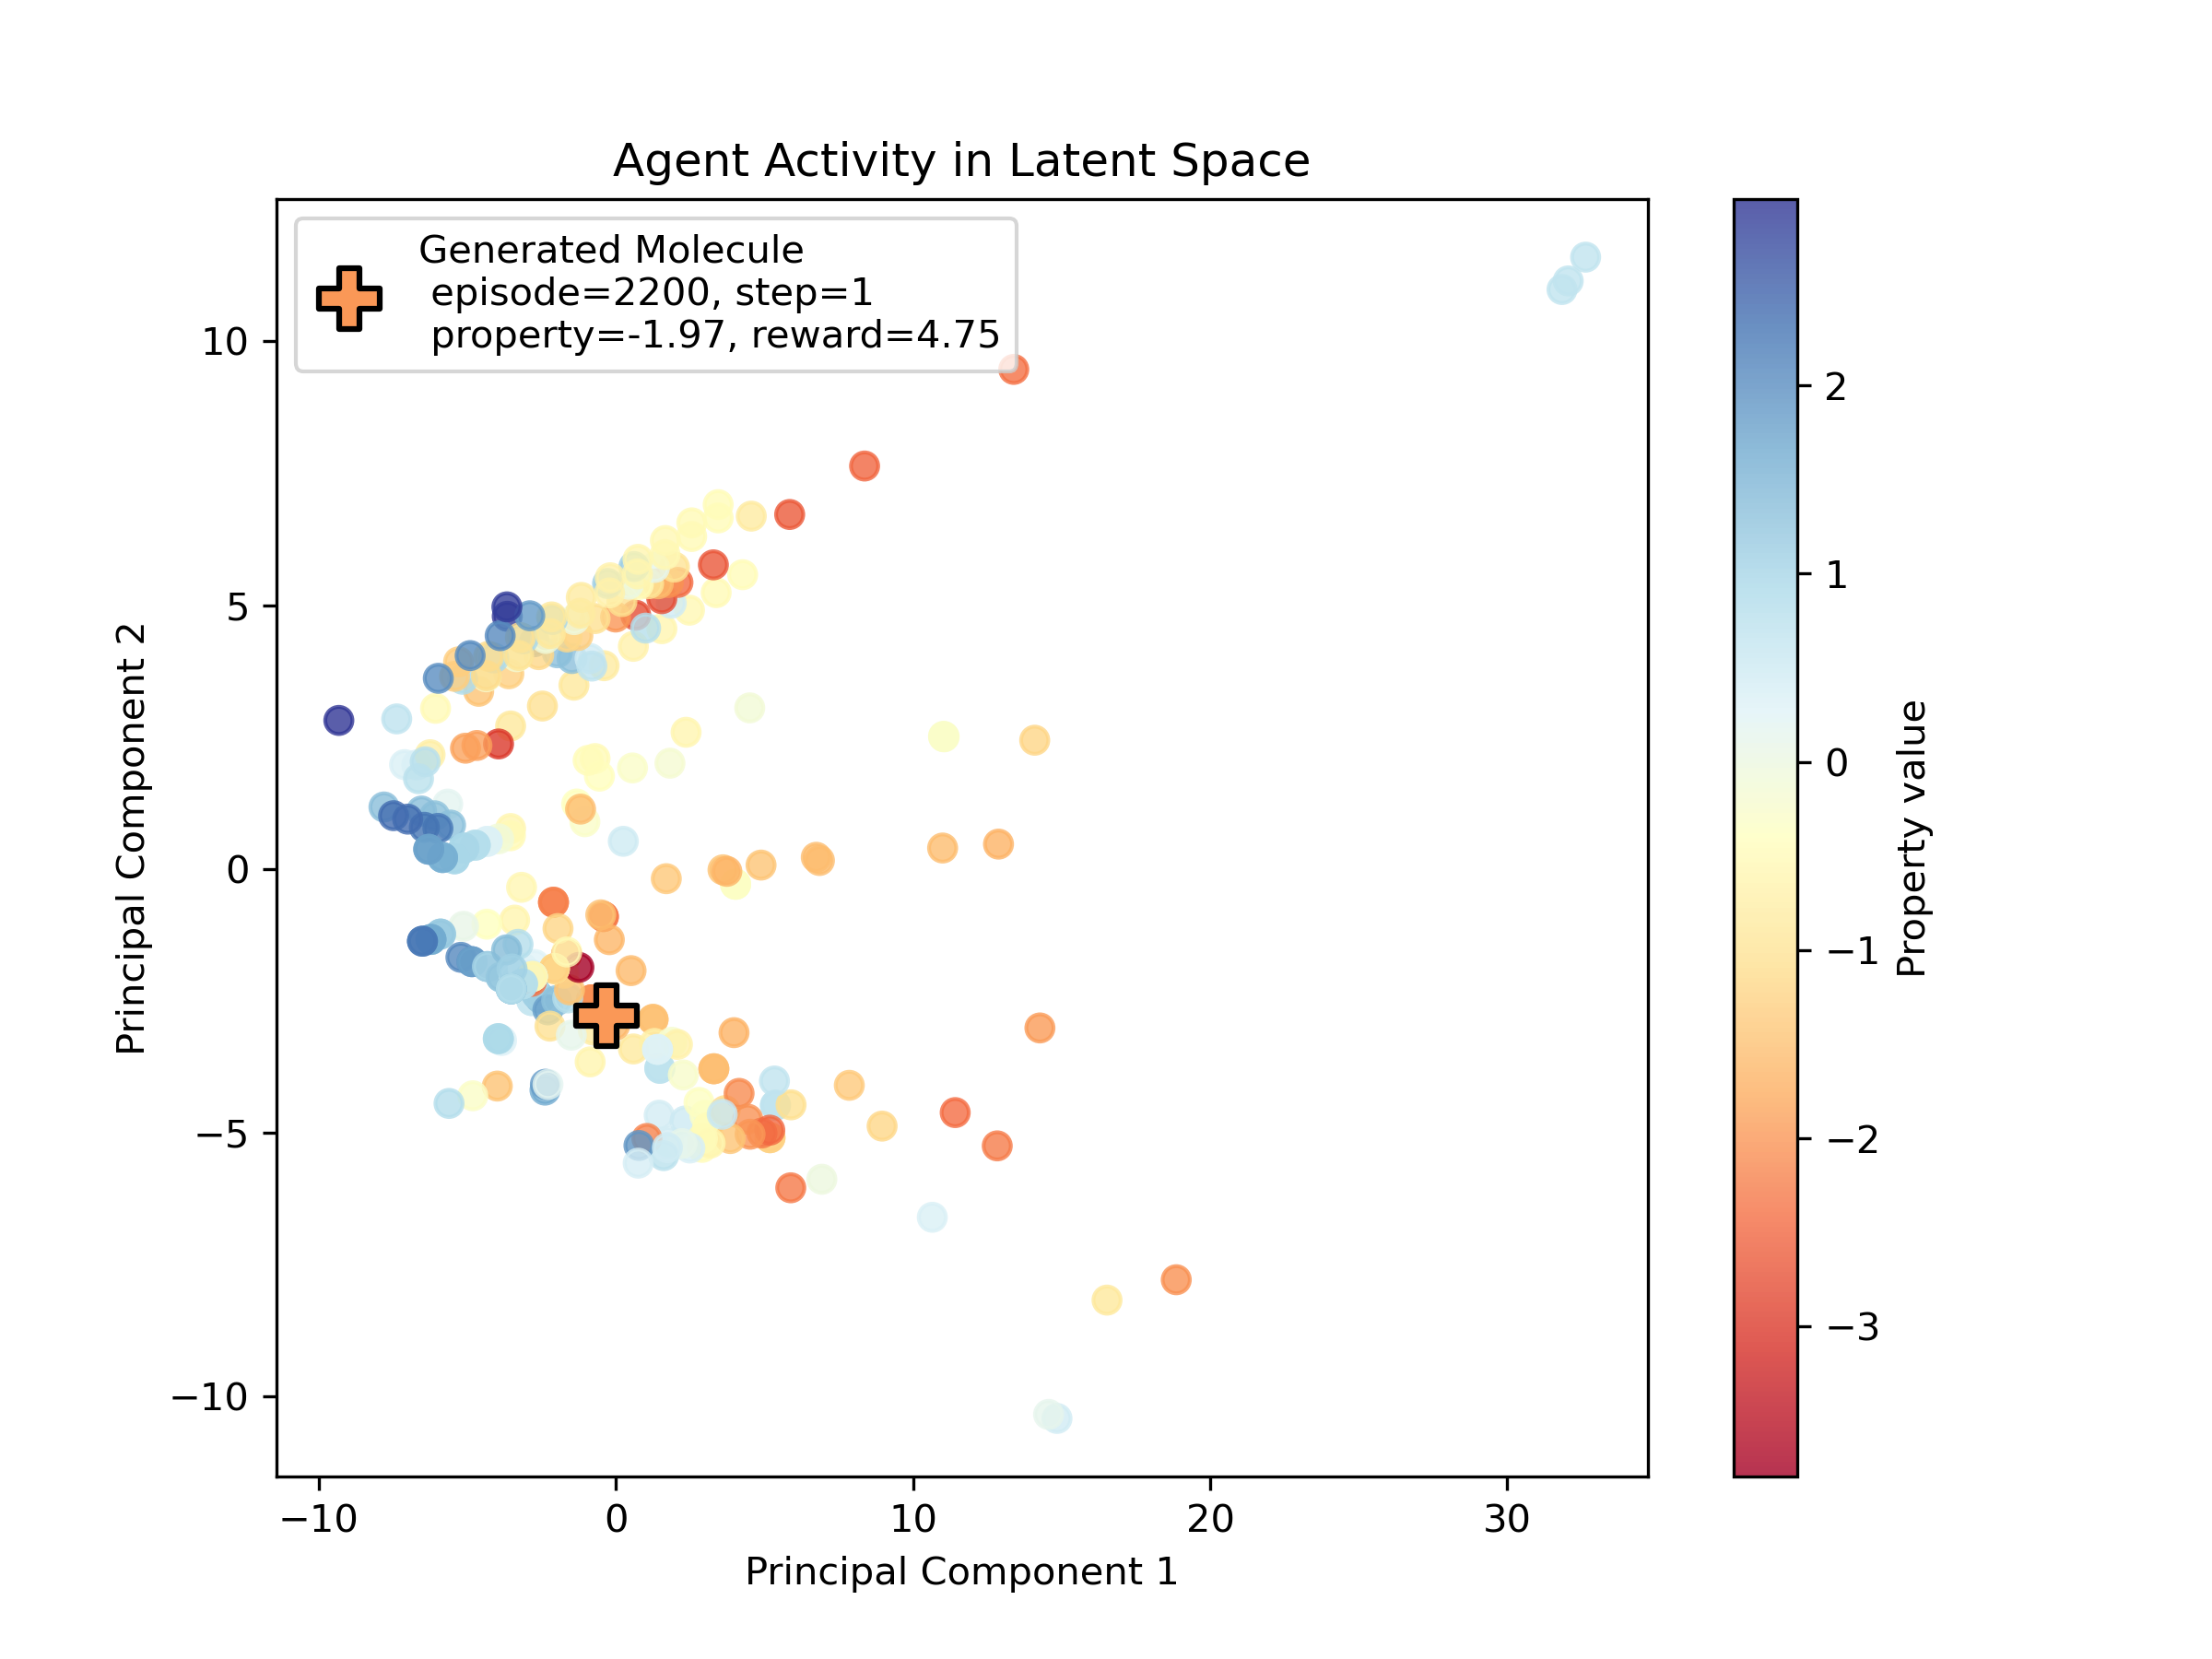 Agent Activity in Latent Space
Generated Molecule
episode=2200, step=1
property=-1.97, reward=4.75
10
5
0
−5
−10
Principal Component 2
−10
0
10
20
30
Principal Component 1
2
1
0
−1
−2
−3
Property value